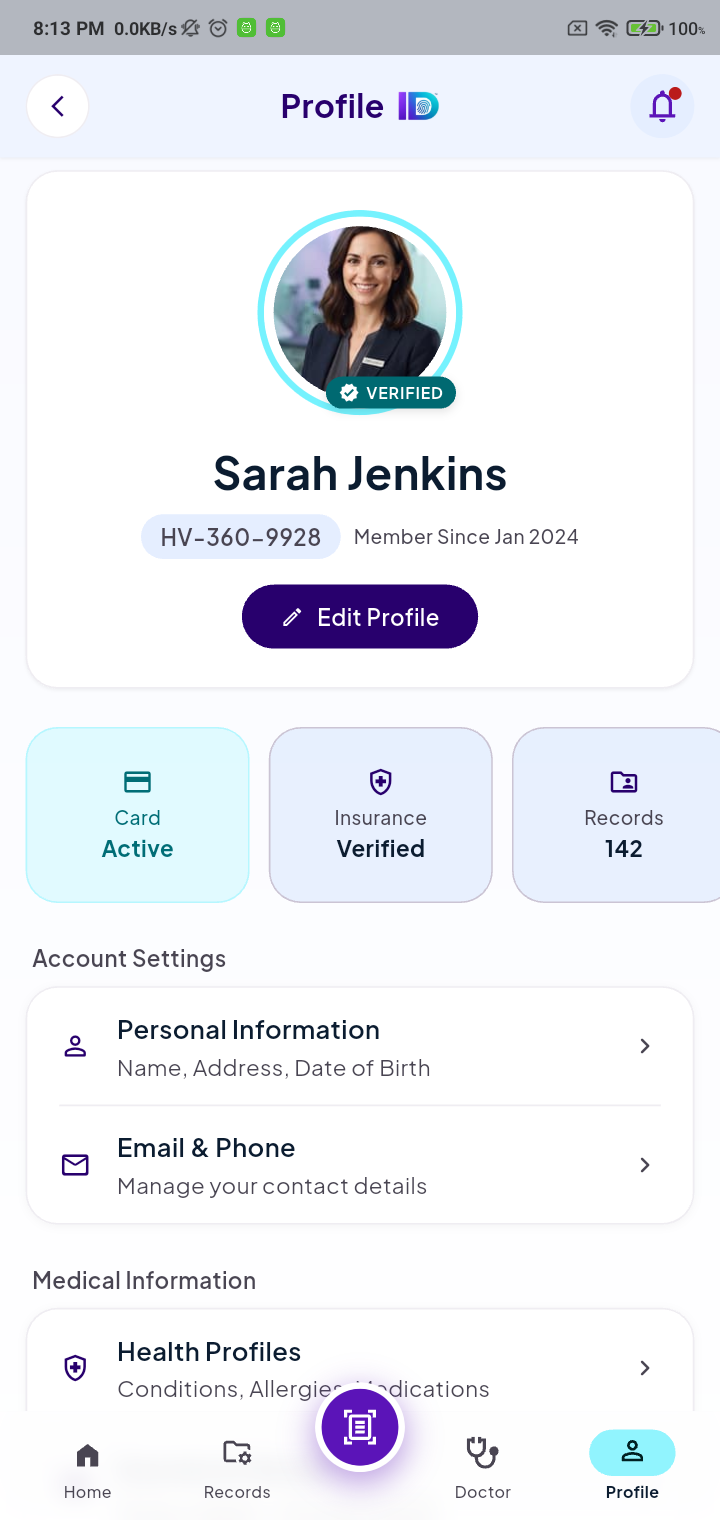 8:13 PM 0.0KB/s 100%
Profile ID
VERIFIED
Sarah Jenkins
HV-360-9928 Member Since Jan 2024
Edit Profile
Card
Active
Insurance
Verified
Records
142
Account Settings
Personal Information
Name, Address, Date of Birth
Email & Phone
Manage your contact details
Medical Information
Health Profiles
Conditions, Allergies, Medications
Home
Records
Doctor
Profile